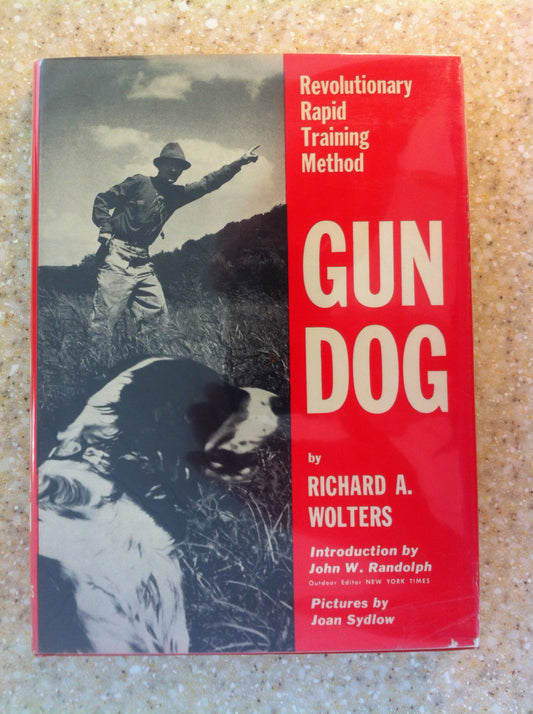 Revolutionary
Rapid
Training
Method
GUN
DOG
by
RICHARD A.
WOLTERS
Introduction by
John W. Randolph
Outdoor Editor NEW YORK TIMES
Pictures by
Joan Sydlow